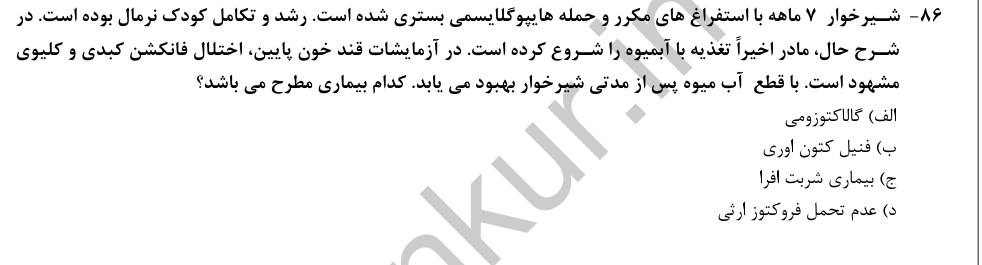 ۸۶- شـیرخوار ۷ ماهه با استفراغ های مکرر و حمله هایپوگلایسمی بستری شده است. رشد و تکامل کودک نرمال بوده است. در
شـرح حال، مادر اخیراً تغذیه با آبمیوه را شـروع کرده است. در آزمایشات قند خون پایین، اختلال فانکشن کبدی و کلیوی
مشهود است. با قطع آب میوه پس از مدتی شیرخوار بهبود می یابد. کدام بیماری مطرح می باشد؟
الف) گالاکتوزومی
ب) فنیل کتون اوری
ج) بیماری شربت افرا
د) عدم تحمل فروکتوز ارثی